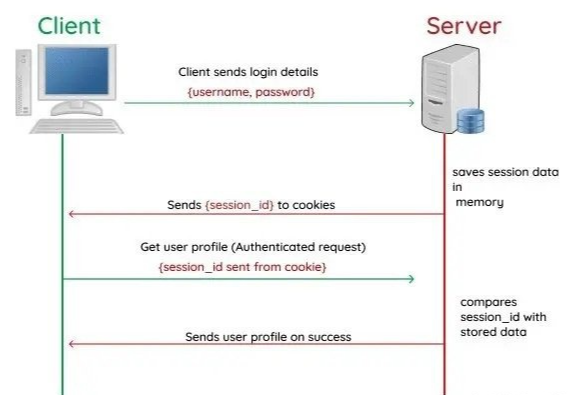 Client
Server
Client sends login details
{username, password}
saves session data
in
memory
Sends {session_id} to cookies
Get user profile (Authenticated request)
{session_id sent from cookie}
compares
session_id with
stored data
Sends user profile on success